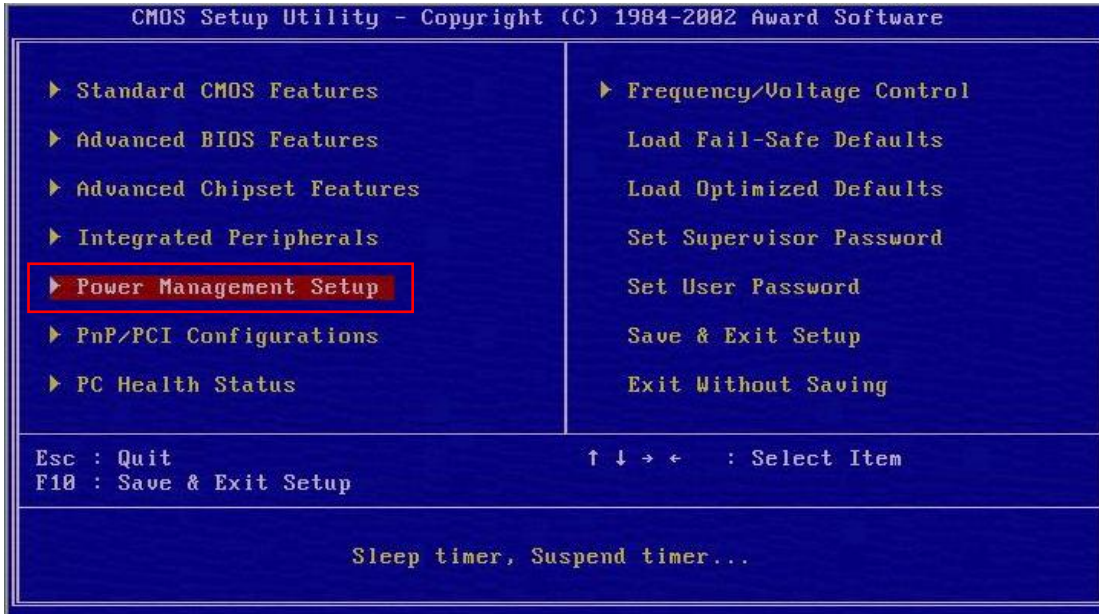 CMOS Setup Utility - Copyright (C) 1984-2002 Award Software
Standard CMOS Features
Advanced BIOS Features
Advanced Chipset Features
Integrated Peripherals
Power Management Setup
PnP/PCI Configurations
PC Health Status
Frequency/Voltage Control
Load Fail-Safe Defaults
Load Optimized Defaults
Set Supervisor Password
Set User Password
Save & Exit Setup
Exit Without Saving
Esc : Quit
F10 : Save & Exit Setup
↑ ↓ → ← : Select Item
Sleep timer, Suspend timer...